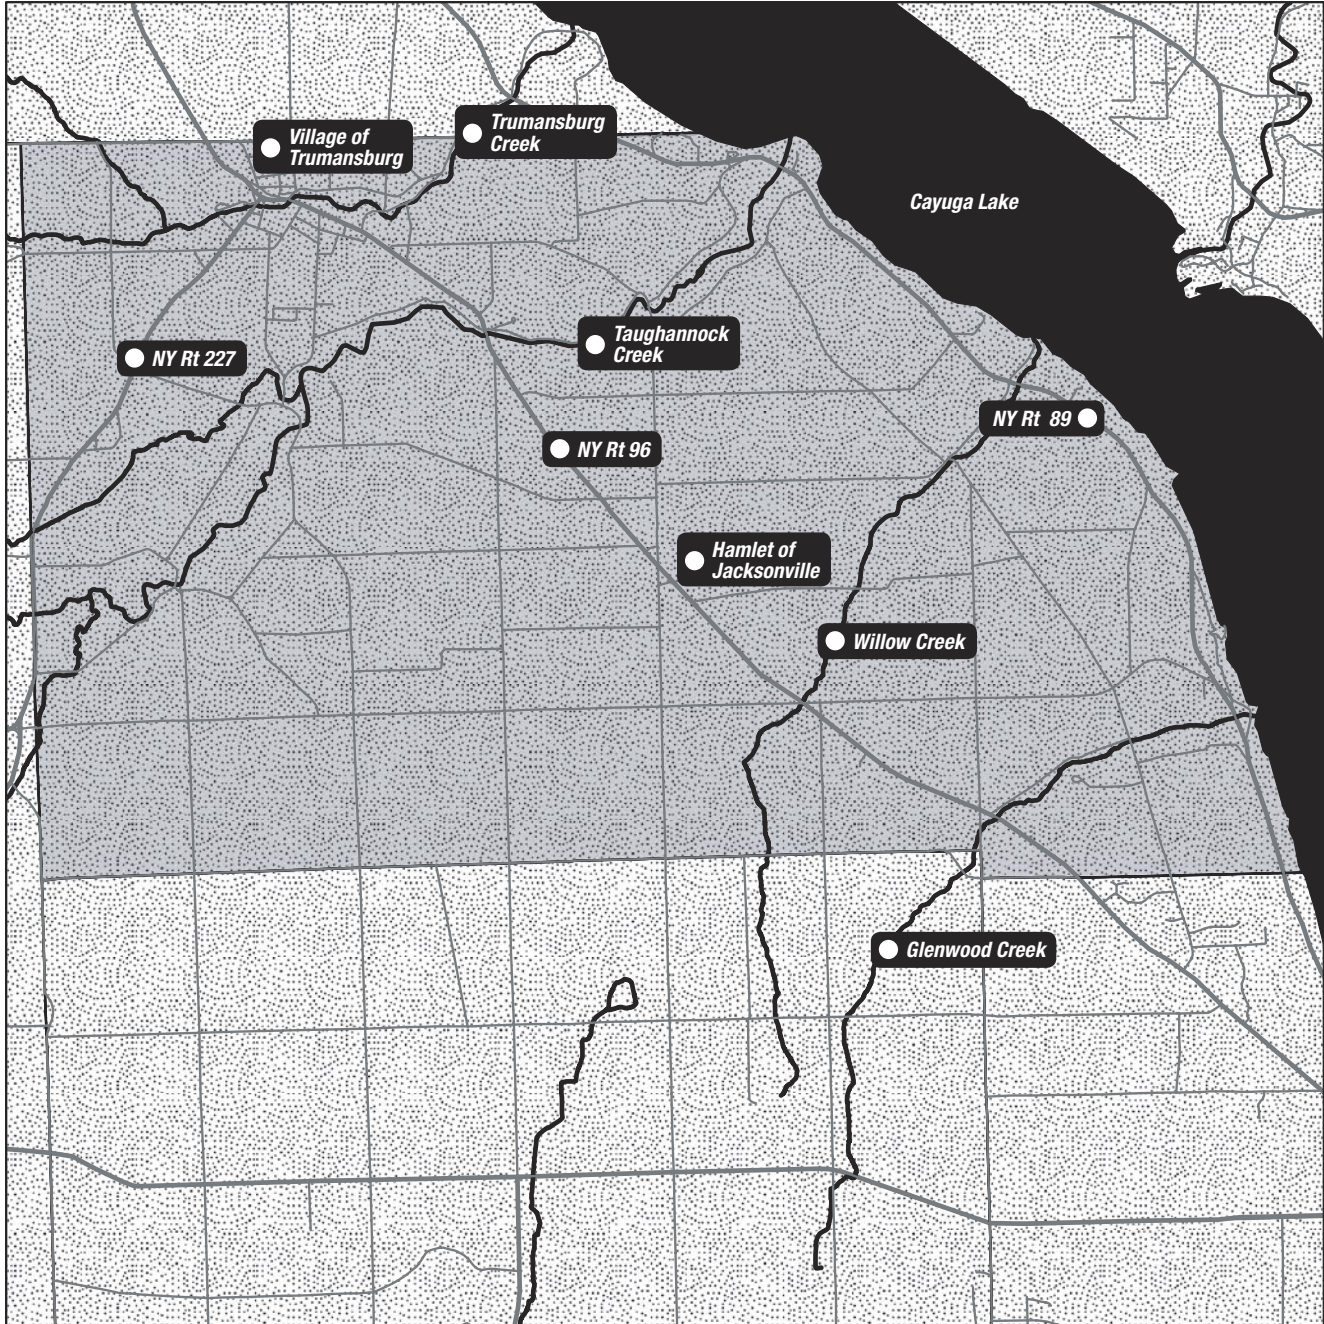 Village of
Trumansburg
Trumansburg
Creek
Cayuga Lake
Taughannock
Creek
NY Rt 227
NY Rt 89
NY Rt 96
Hamlet of
Jacksonville
Willow Creek
Glenwood Creek